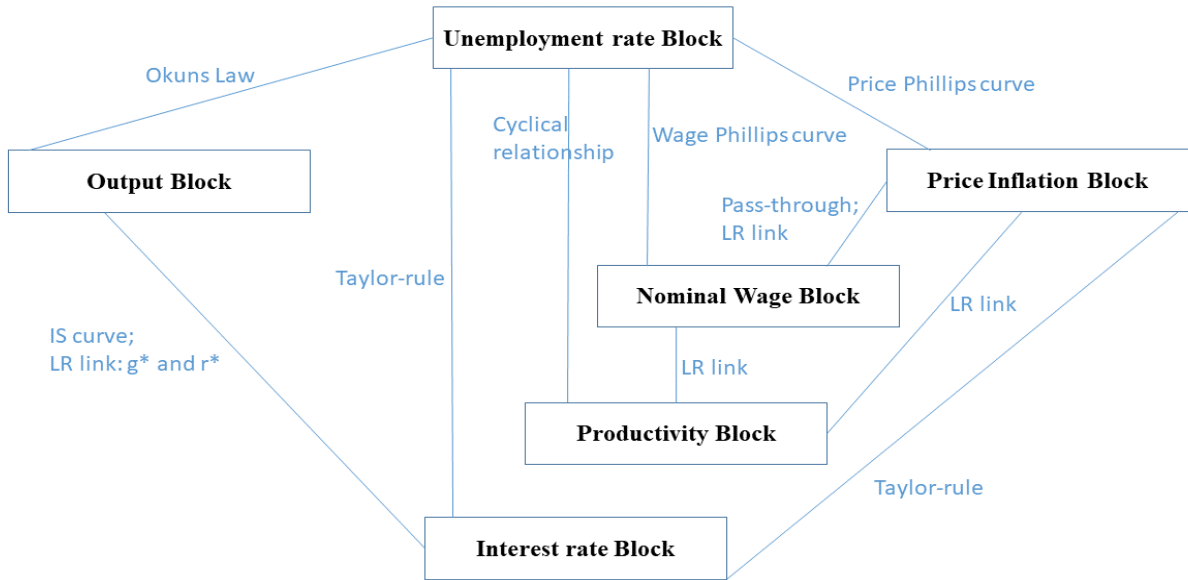 Unemployment rate Block
Okuns Law
Price Phillips curve
Cyclical
relationship
Wage Phillips curve
Output Block
Price Inflation Block
Pass-through;
LR link
Taylor-rule
Nominal Wage Block
LR link
IS curve;
LR link: g* and r*
LR link
Productivity Block
Taylor-rule
Interest rate Block